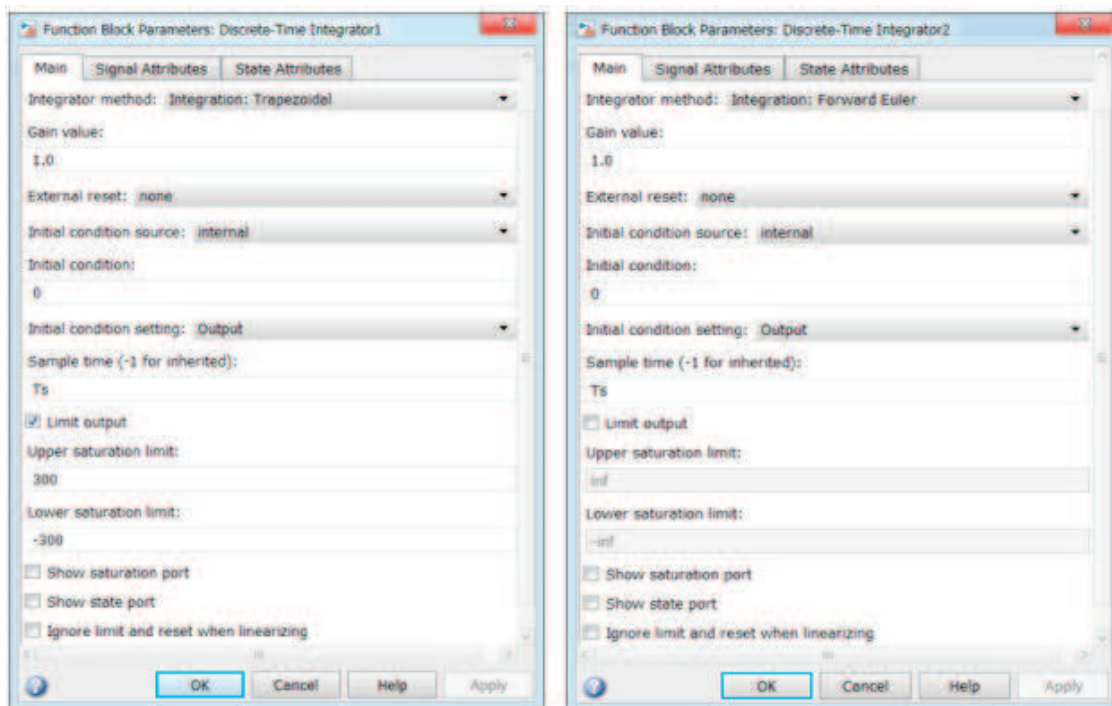 Function Block Parameters: Discrete-Time Integrator1
Main Signal Attributes State Attributes
Integrator method: Integration: Trapezoidal
Gain value:
1.0
External reset: none
Initial condition source: internal
Initial condition:
0
Initial condition setting: Output
Sample time (-1 for inherited):
Ts
Limit output
Upper saturation limit:
300
Lower saturation limit:
-300
Show saturation port
Show state port
Ignore limit and reset when linearizing
OK Cancel Help Apply
Function Block Parameters: Discrete-Time Integrator2
Main Signal Attributes State Attributes
Integrator method: Integration: Forward Euler
Gain value:
1.0
External reset: none
Initial condition source: internal
Initial condition:
0
Initial condition setting: Output
Sample time (-1 for inherited):
Ts
Limit output
Upper saturation limit:
inf
Lower saturation limit:
-inf
Show saturation port
Show state port
Ignore limit and reset when linearizing
OK Cancel Help Apply